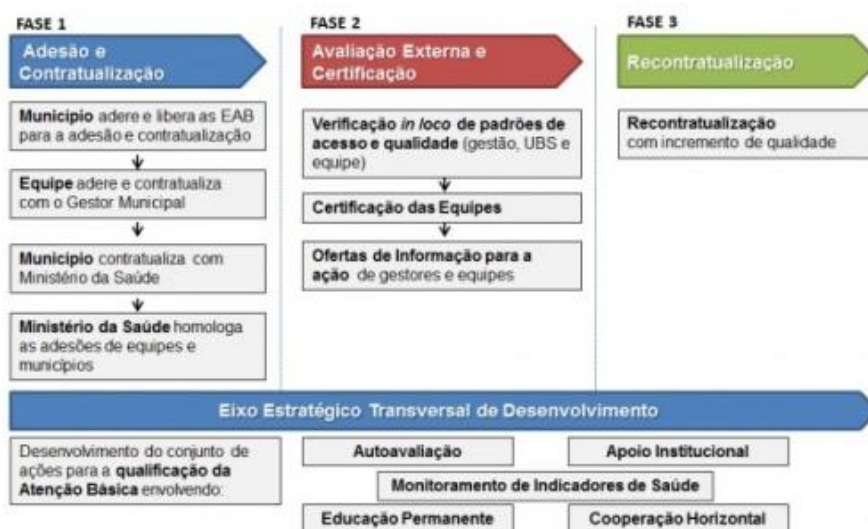 FASE 1
Adesão e
Contratualização
Município adere e libera as EAB
para a adesão e contratualização
Equipe adere e contratualiza
com o Gestor Municipal
Município contratualiza com
Ministério da Saúde
Ministério da Saúde homologa
as adesões de equipes e
municípios
FASE 2
Avaliação Externa e
Certificação
Verificação in loco de padrões de
acesso e qualidade (gestão, UBS e
equipe)
Certificação das Equipes
Ofertas de Informação para a
ação de gestores e equipes
FASE 3
Recontratualização
Recontratualização
com incremento de qualidade
Eixo Estratégico Transversal de Desenvolvimento
Desenvolvimento do conjunto de
ações para a qualificação da
Atenção Básica envolvendo:
Autoavaliação
Apoio Institucional
Monitoramento de Indicadores de Saúde
Educação Permanente
Cooperação Horizontal